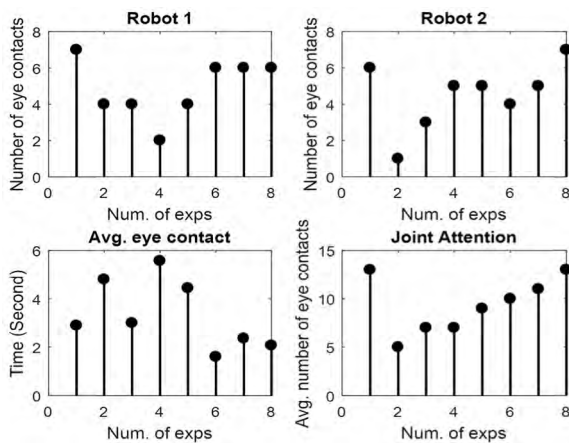 Robot 1
Number of eye contacts
8
6
4
2
0
0 2 4 6 8
Num. of exps
Robot 2
Number of eye contacts
8
6
4
2
0
0 2 4 6 8
Num. of exps
Avg. eye contact
Time (Second)
6
4
2
0
0 2 4 6 8
Num. of exps
Joint Attention
Avg. number of eye contacts
15
10
5
0
0 2 4 6 8
Num. of exps